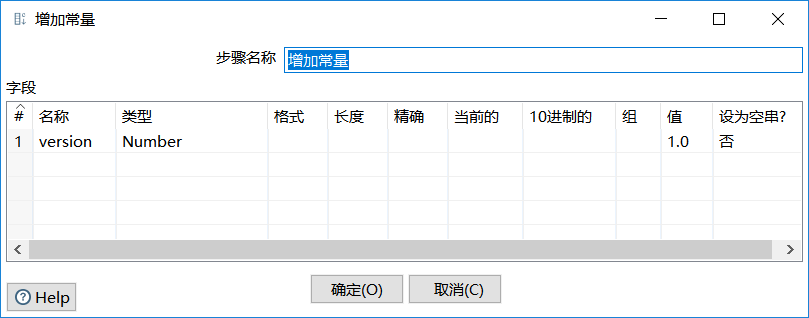 增加常量
步骤名称 增加常量
字段
# 名称 类型 格式 长度 精确 当前的 10进制的 组 值 设为空串?
1 version Number 1.0 否
Help 确定(O) 取消(C)